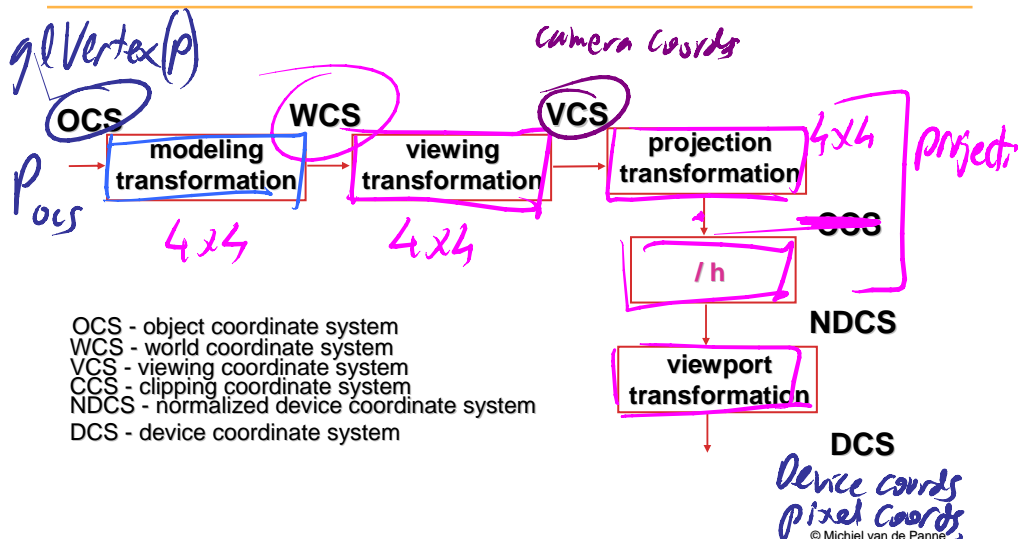 glVertex(p)
camera coords
OCS
WCS
VCS
modeling
transformation
viewing
transformation
projection
transformation
4x4
projecti
Pocs
4x4
4x4
CCS
/ h
NDCS
OCS - object coordinate system
WCS - world coordinate system
VCS - viewing coordinate system
CCS - clipping coordinate system
NDCS - normalized device coordinate system
DCS - device coordinate system
viewport
transformation
DCS
Device coords
pixel coords
© Michiel van de Panne